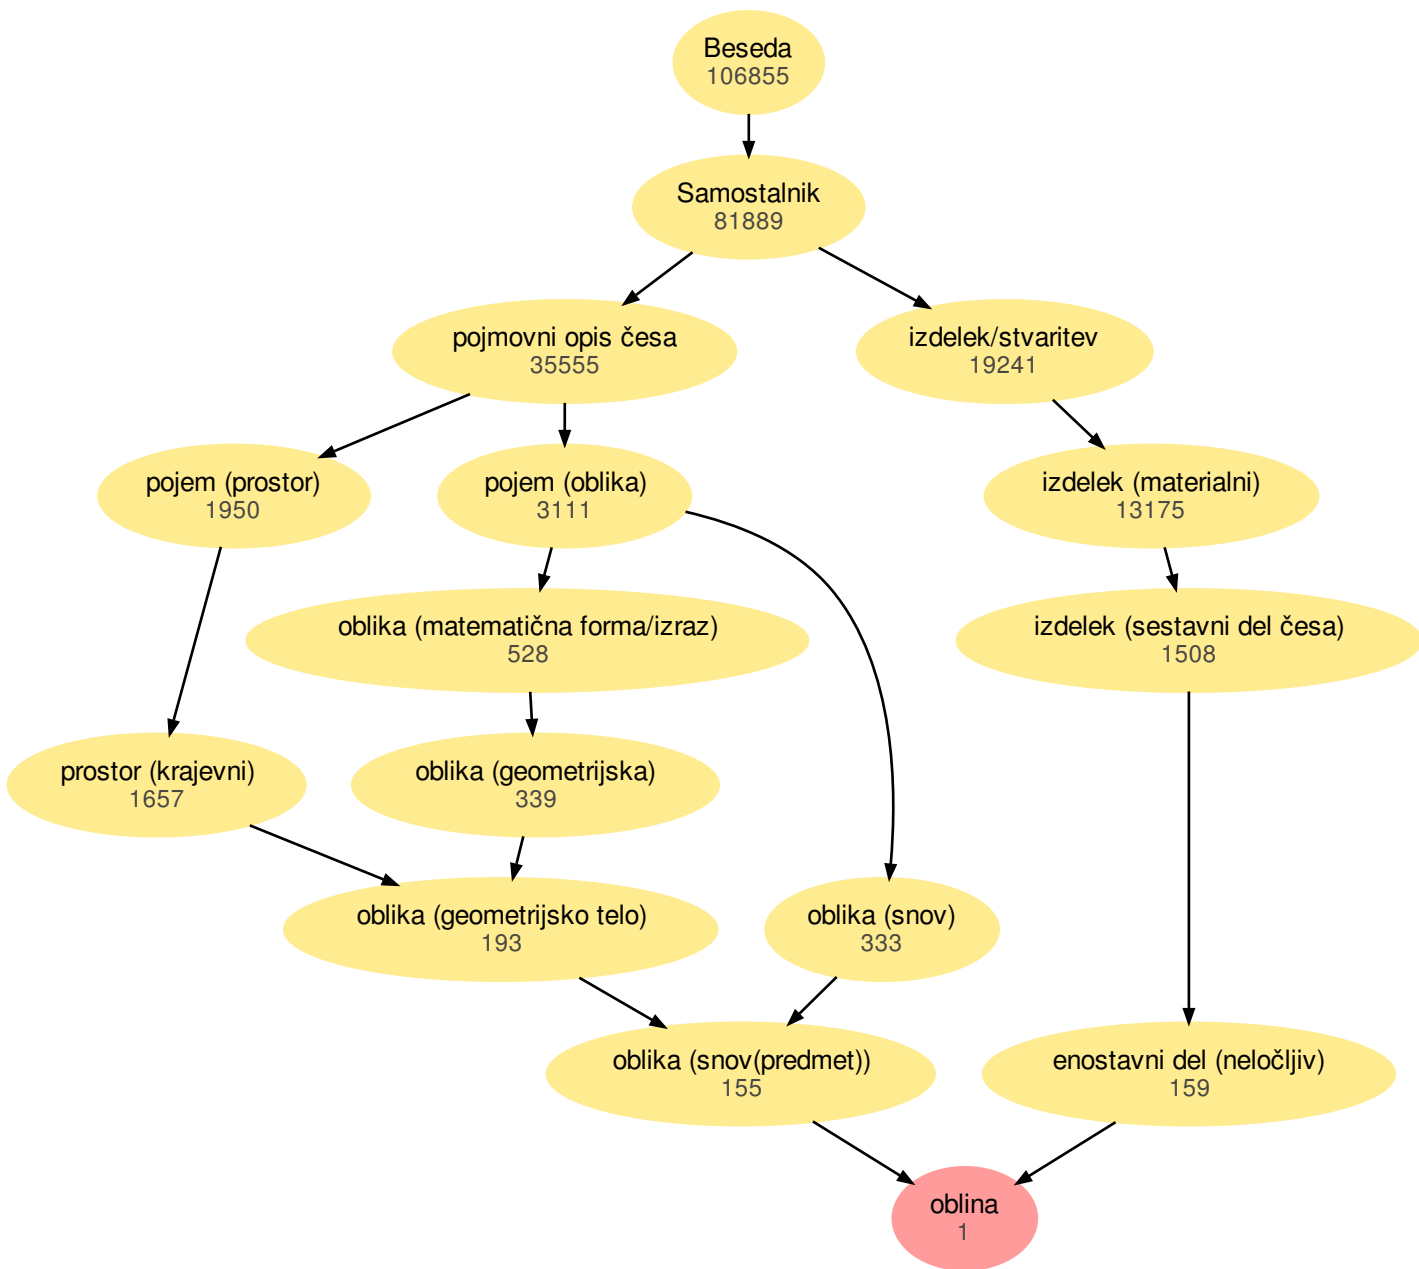 Beseda
106855
Samostalnik
81889
pojmovni opis česa
35555
izdelek/stvaritev
19241
pojem (prostor)
1950
pojem (oblika)
3111
izdelek (materialni)
13175
oblika (matematična forma/izraz)
528
izdelek (sestavni del česa)
1508
prostor (krajevni)
1657
oblika (geometrijska)
339
oblika (geometrijsko telo)
193
oblika (snov)
333
oblika (snov(predmet))
155
enostavni del (neločljiv)
159
oblina
1